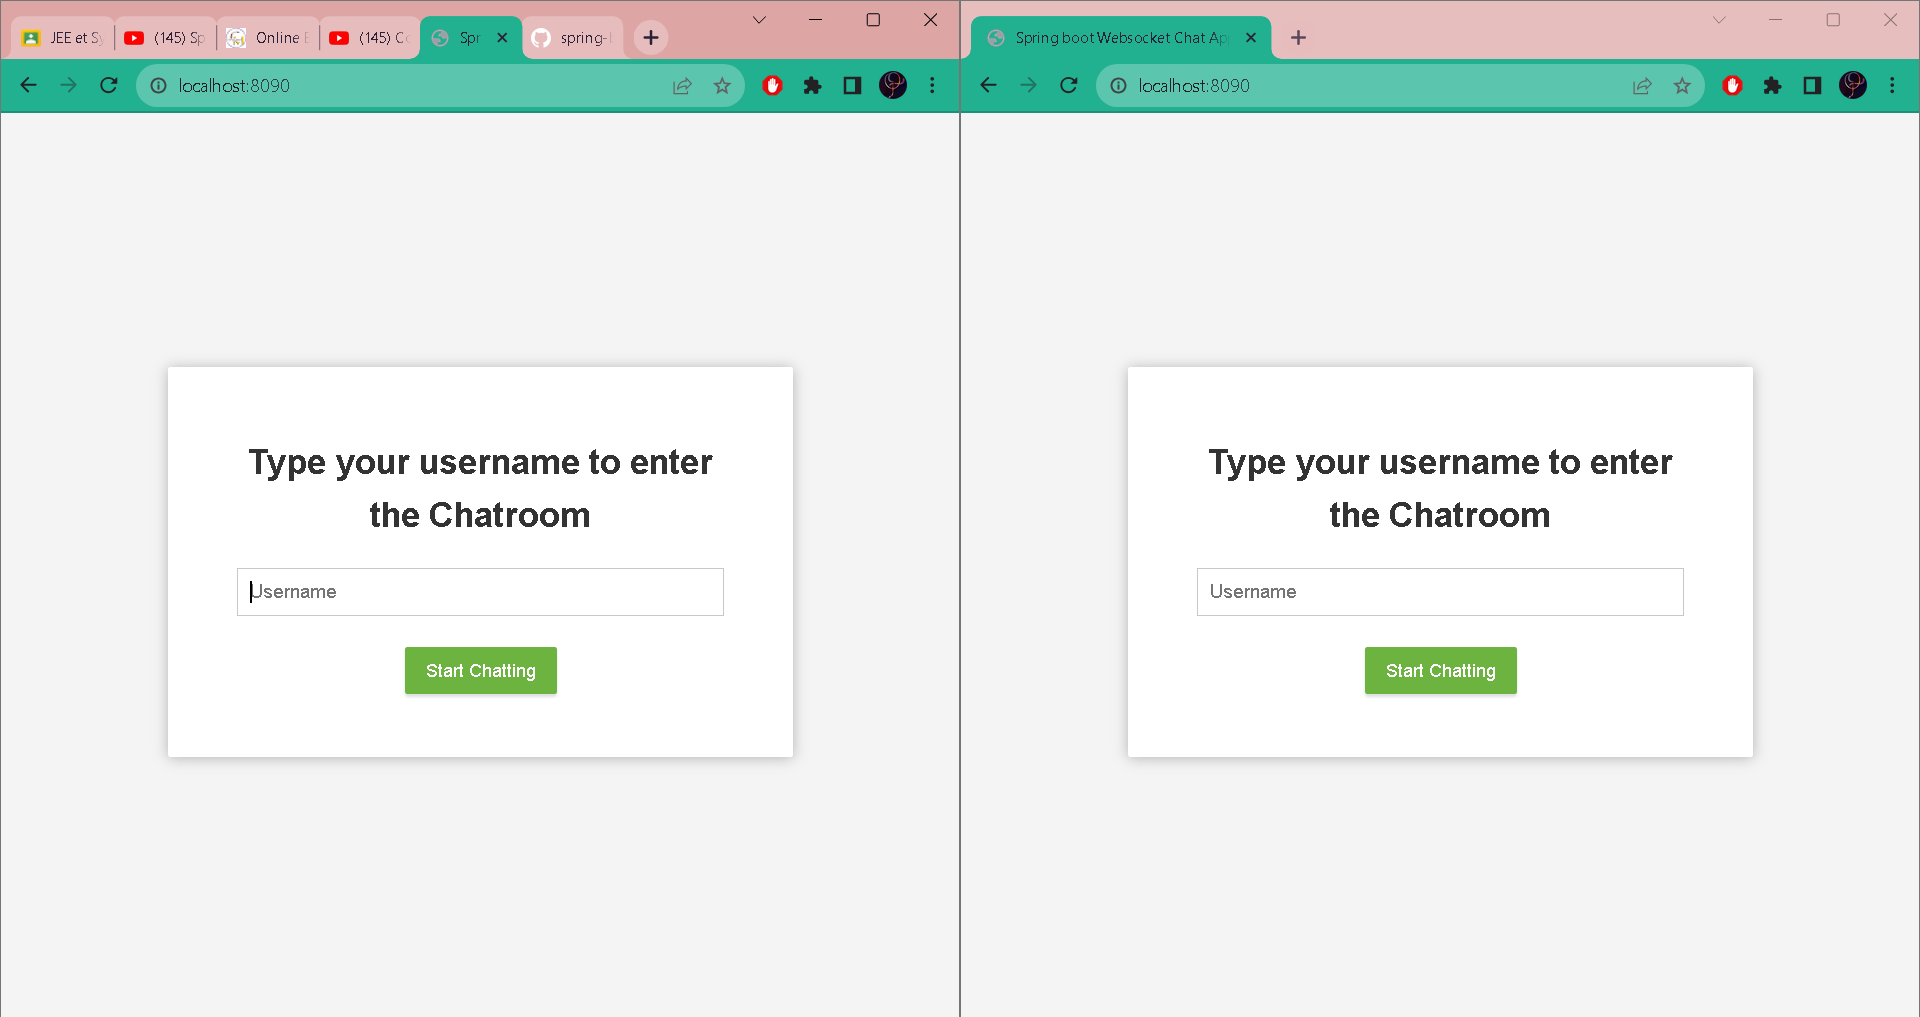 JEE et Sy
(145) Sp
Online
(145) Co
Spr
spring-
localhost:8090
Type your username to enter
the Chatroom
Username
Start Chatting
Spring boot Websocket Chat Ap
localhost:8090
Type your username to enter
the Chatroom
Username
Start Chatting